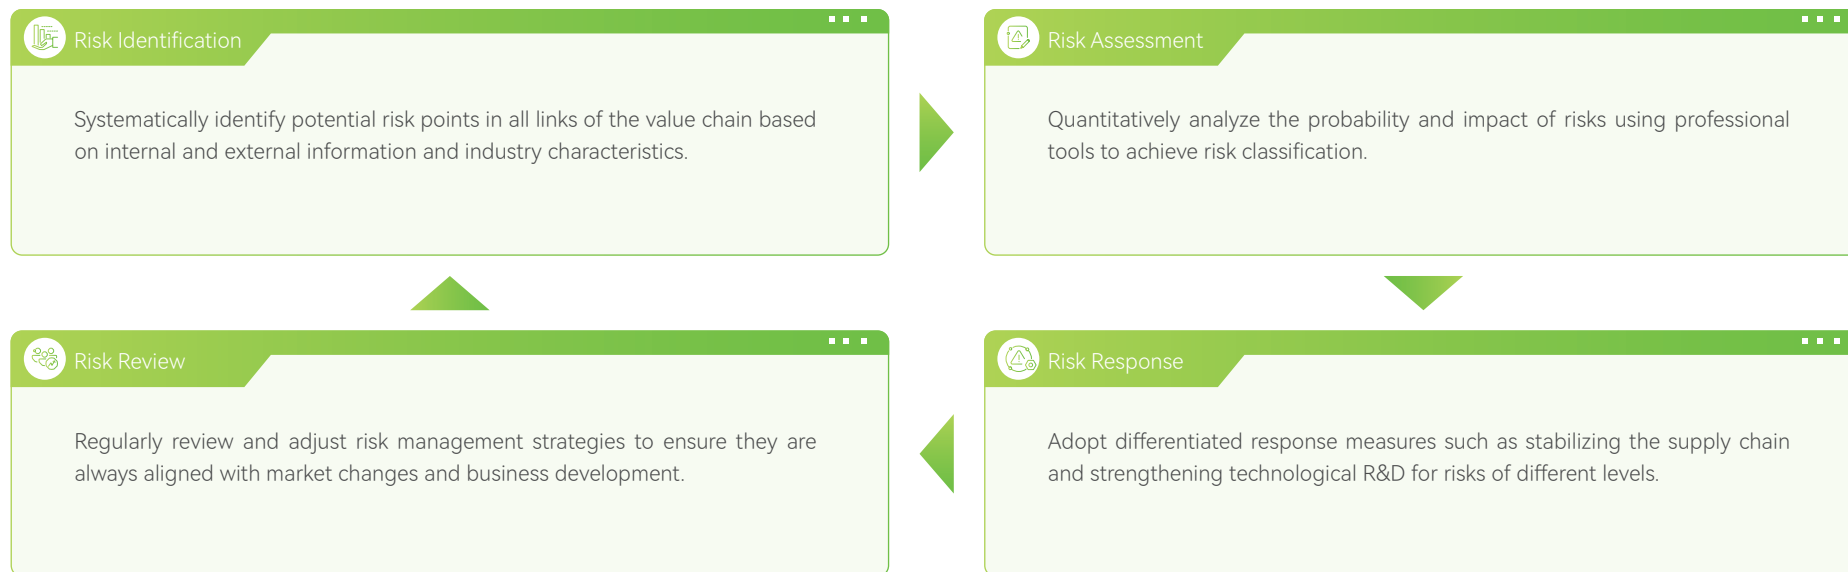 Risk Identification
Systematically identify potential risk points in all links of the value chain based
on internal and external information and industry characteristics.
Risk Assessment
Quantitatively analyze the probability and impact of risks using professional
tools to achieve risk classification.
Risk Review
Regularly review and adjust risk management strategies to ensure they are
always aligned with market changes and business development.
Risk Response
Adopt differentiated response measures such as stabilizing the supply chain
and strengthening technological R&D for risks of different levels.